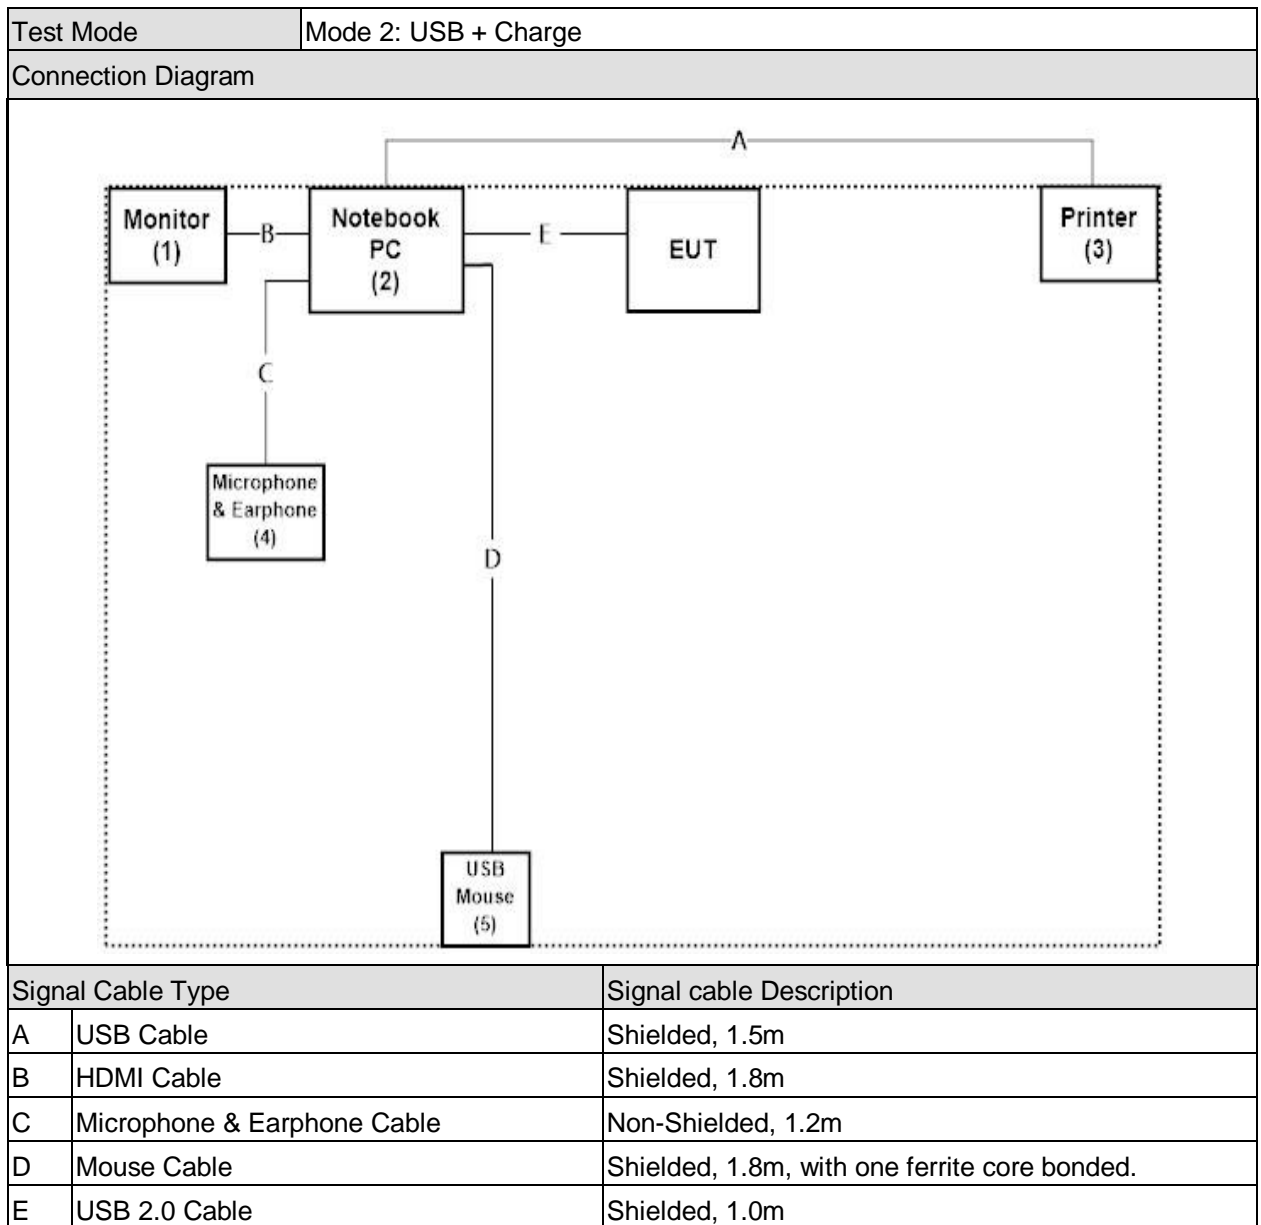 Test Mode Mode 2: USB + Charge
Connection Diagram
A
Monitor
(1)
B
Notebook
PC
(2)
E
EUT
Printer
(3)
C
Microphone
& Earphone
(4)
D
USB
Mouse
(5)
Signal Cable Type Signal cable Description
A USB Cable Shielded, 1.5m
B HDMI Cable Shielded, 1.8m
C Microphone & Earphone Cable Non-Shielded, 1.2m
D Mouse Cable Shielded, 1.8m, with one ferrite core bonded.
E USB 2.0 Cable Shielded, 1.0m